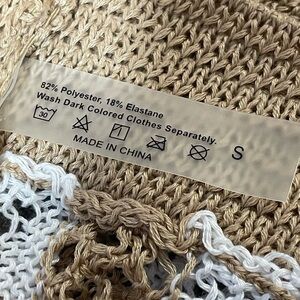 82% Polyester, 18% Elastane
Wash Dark Colored Clothes Separately.
30
S
MADE IN CHINA